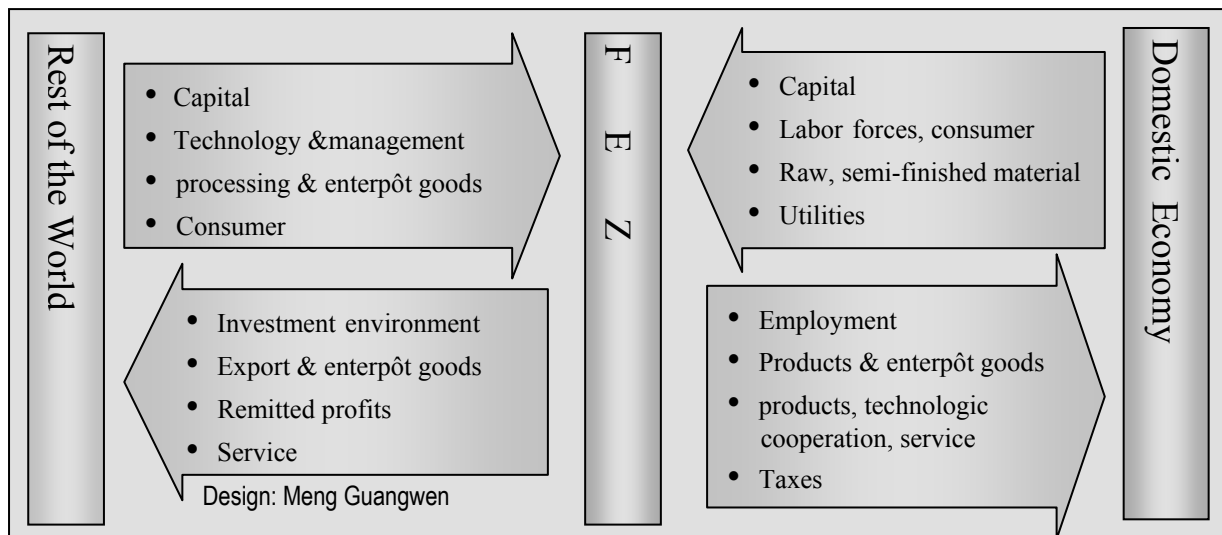 Rest of the World
• Capital
• Technology &management
• processing & enterpôt goods
• Consumer
• Investment environment
• Export & enterpôt goods
• Remitted profits
• Service
Design: Meng Guangwen
F E Z
• Capital
• Labor forces, consumer
• Raw, semi-finished material
• Utilities
• Employment
• Products & enterpôt goods
• products, technologic
cooperation, service
• Taxes
Domestic Economy